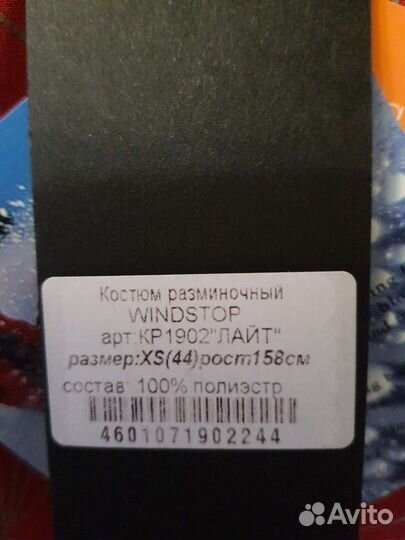 Костюм разминочный
WINDSTOP
арт:КР1902"ЛАЙТ"
размер:XS(44)рост158см
состав: 100% полиэстр
4601071902244
Avito